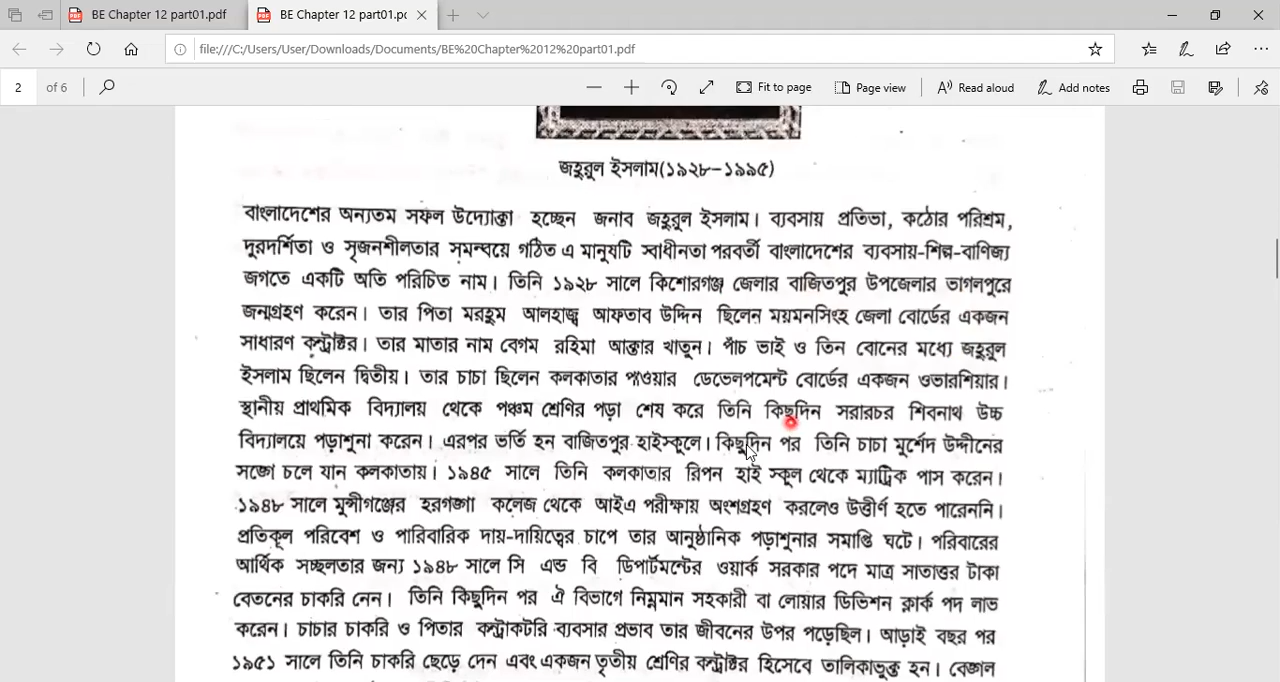 BE Chapter 12 part01.pdf
BE Chapter 12 part01.pc
file:///C:/Users/User/Downloads/Documents/BE%20Chapter%2012%20part01.pdf
2 of 6
Fit to page
Page view
Read aloud
Add notes
জহুরুল ইসলাম(১৯২৮–১৯৯৫)
বাংলাদেশের অন্যতম সফল উদ্যোক্তা হচ্ছেন জনাব জহুরুল ইসলাম। ব্যবসায় প্রতিভা, কঠোর পরিশ্রম,
দুরদর্শিতা ও সৃজনশীলতার সমন্বয়ে গঠিত এ মানুষটি স্বাধীনতা পরবর্তী বাংলাদেশের ব্যবসায়-শিল্প-বাণিজ্য
জগতে একটি অতি পরিচিত নাম। তিনি ১৯২৮ সালে কিশোরগঞ্জ জেলার বাজিতপুর উপজেলার ভাগলপুরে
জন্মগ্রহণ করেন। তার পিতা মরহুম আলহাজ্ব আফতাব উদ্দিন ছিলেন ময়মনসিংহ জেলা বোর্ডের একজন
সাধারণ কন্ট্রাক্টর। তার মাতার নাম বেগম রহিমা আক্তার খাতুন। পাঁচ ভাই ও তিন বোনের মধ্যে জহুরুল
ইসলাম ছিলেন দ্বিতীয়। তার চাচা ছিলেন কলকাতার পাওয়ার ডেভেলপমেন্ট বোর্ডের একজন ওভারশিয়ার।
স্থানীয় প্রাথমিক বিদ্যালয় থেকে পঞ্চম শ্রেণির পড়া শেষ করে তিনি কিছুদিন সরারচর শিবনাথ উচ্চ
বিদ্যালয়ে পড়াশুনা করেন। এরপর ভর্তি হন বাজিতপুর হাইস্কুলে। কিছুদিন পর তিনি চাচা মুর্শেদ উদ্দীনের
সঙ্গে চলে যান কলকাতায়। ১৯৪৫ সালে তিনি কলকাতার রিপন হাই স্কুল থেকে ম্যাট্রিক পাস করেন।
১৯৪৮ সালে মুন্সীগঞ্জের হরগঙ্গা কলেজ থেকে আইএ পরীক্ষায় অংশগ্রহণ করলেও উত্তীর্ণ হতে পারেননি।
প্রতিকূল পরিবেশ ও পারিবারিক দায়-দায়িত্বের চাপে তার আনুষ্ঠানিক পড়াশুনার সমাপ্তি ঘটে। পরিবারের
আর্থিক সচ্ছলতার জন্য ১৯৪৮ সালে সি এন্ড বি ডিপার্টমন্টের ওয়ার্ক সরকার পদে মাত্র সাতাত্তর টাকা
বেতনের চাকরি নেন। তিনি কিছুদিন পর ঐ বিভাগে নিম্নমান সহকারী বা লোয়ার ডিভিশন ক্লার্ক পদ লাভ
করেন। চাচার চাকরি ও পিতার কন্ট্রাকটরি ব্যবসার প্রভাব তার জীবনের উপর পড়েছিল। আড়াই বছর পর
১৯৫১ সালে তিনি চাকরি ছেড়ে দেন এবং একজন তৃতীয় শ্রেণির কন্ট্রাক্টর হিসেবে তালিকাভুক্ত হন। বেঙ্গল